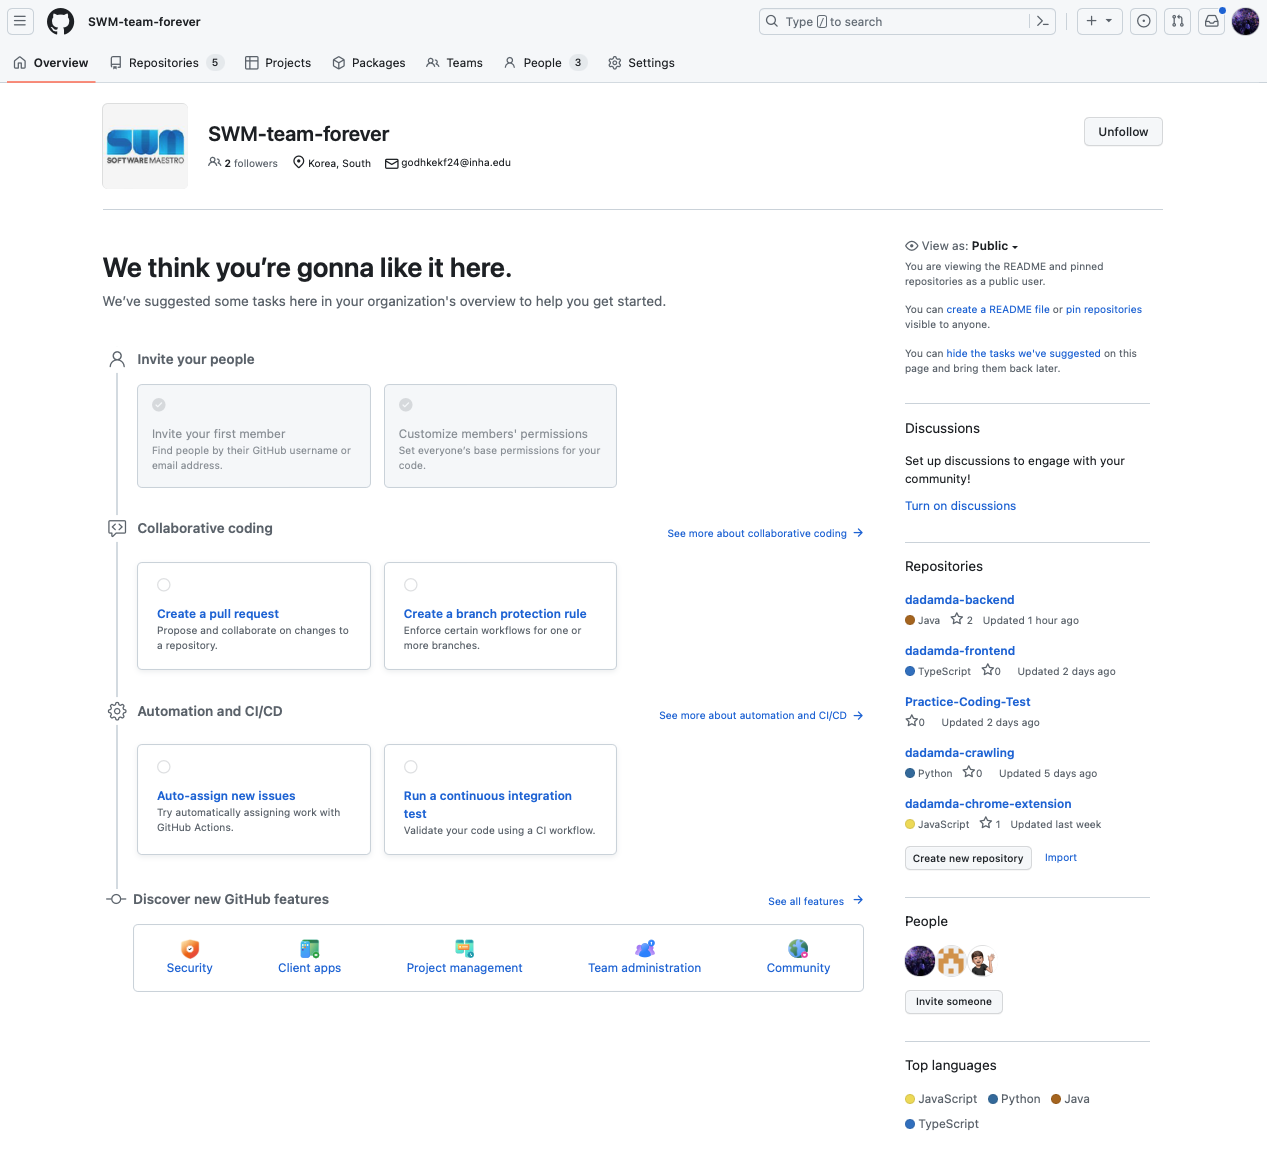 SWM-team-forever
Type / to search
Overview
Repositories 5
Projects
Packages
Teams
People 3
Settings
SWM
SOFTWARE MAESTRO
SWM-team-forever
2 followers
Korea, South
godhkekf24@inha.edu
Unfollow
We think you're gonna like it here.
We've suggested some tasks here in your organization's overview to help you get started.
Invite your people
Invite your first member
Find people by their GitHub username or
email address.
Customize members' permissions
Set everyone's base permissions for your
code.
Collaborative coding
See more about collaborative coding →
Create a pull request
Propose and collaborate on changes to
a repository.
Create a branch protection rule
Enforce certain workflows for one or
more branches.
Automation and CI/CD
See more about automation and CI/CD →
Auto-assign new issues
Try automatically assigning work with
GitHub Actions.
Run a continuous integration
test
Validate your code using a CI workflow.
Discover new GitHub features
See all features →
Security
Client apps
Project management
Team administration
Community
View as: Public
You are viewing the README and pinned
repositories as a public user.
You can create a README file or pin repositories
visible to anyone.
You can hide the tasks we've suggested on this
page and bring them back later.
Discussions
Set up discussions to engage with your
community!
Turn on discussions
Repositories
dadamda-backend
Java 2 Updated 1 hour ago
dadamda-frontend
TypeScript 0 Updated 2 days ago
Practice-Coding-Test
0 Updated 2 days ago
dadamda-crawling
Python 0 Updated 5 days ago
dadamda-chrome-extension
JavaScript 1 Updated last week
Create new repository
Import
People
Invite someone
Top languages
JavaScript Python Java
TypeScript